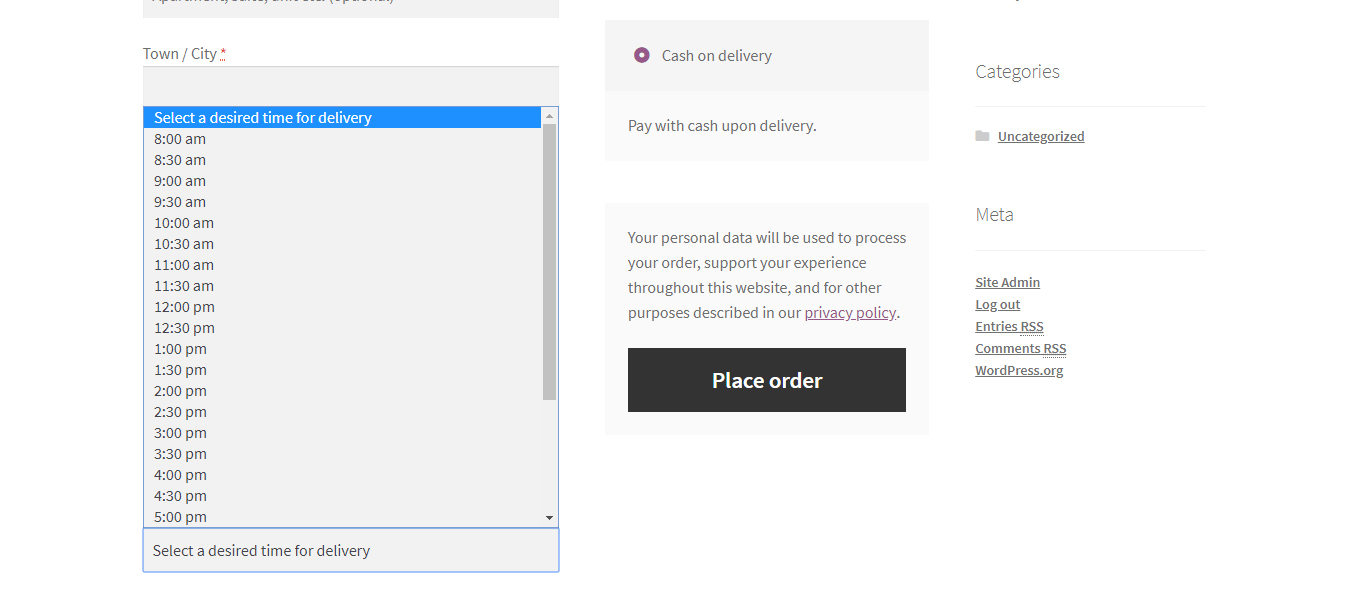 Apartment, suite, unit etc. (optional)
Town / City *
Select a desired time for delivery
8:00 am
8:30 am
9:00 am
9:30 am
10:00 am
10:30 am
11:00 am
11:30 am
12:00 pm
12:30 pm
1:00 pm
1:30 pm
2:00 pm
2:30 pm
3:00 pm
3:30 pm
4:00 pm
4:30 pm
5:00 pm
Select a desired time for delivery
Cash on delivery
Pay with cash upon delivery.
Your personal data will be used to process
your order, support your experience
throughout this website, and for other
purposes described in our privacy policy.
Place order
Categories
Uncategorized
Meta
Site Admin
Log out
Entries RSS
Comments RSS
WordPress.org